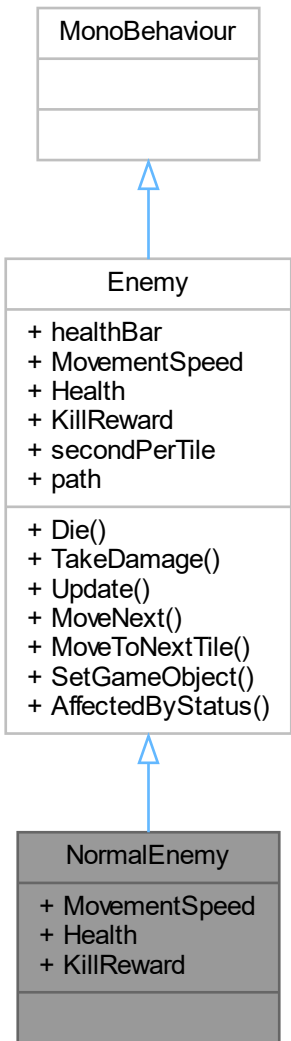 MonoBehaviour
Enemy
+ healthBar
+ MovementSpeed
+ Health
+ KillReward
+ secondPerTile
+ path
+ Die()
+ TakeDamage()
+ Update()
+ MoveNext()
+ MoveToNextTile()
+ SetGameObject()
+ AffectedByStatus()
NormalEnemy
+ MovementSpeed
+ Health
+ KillReward